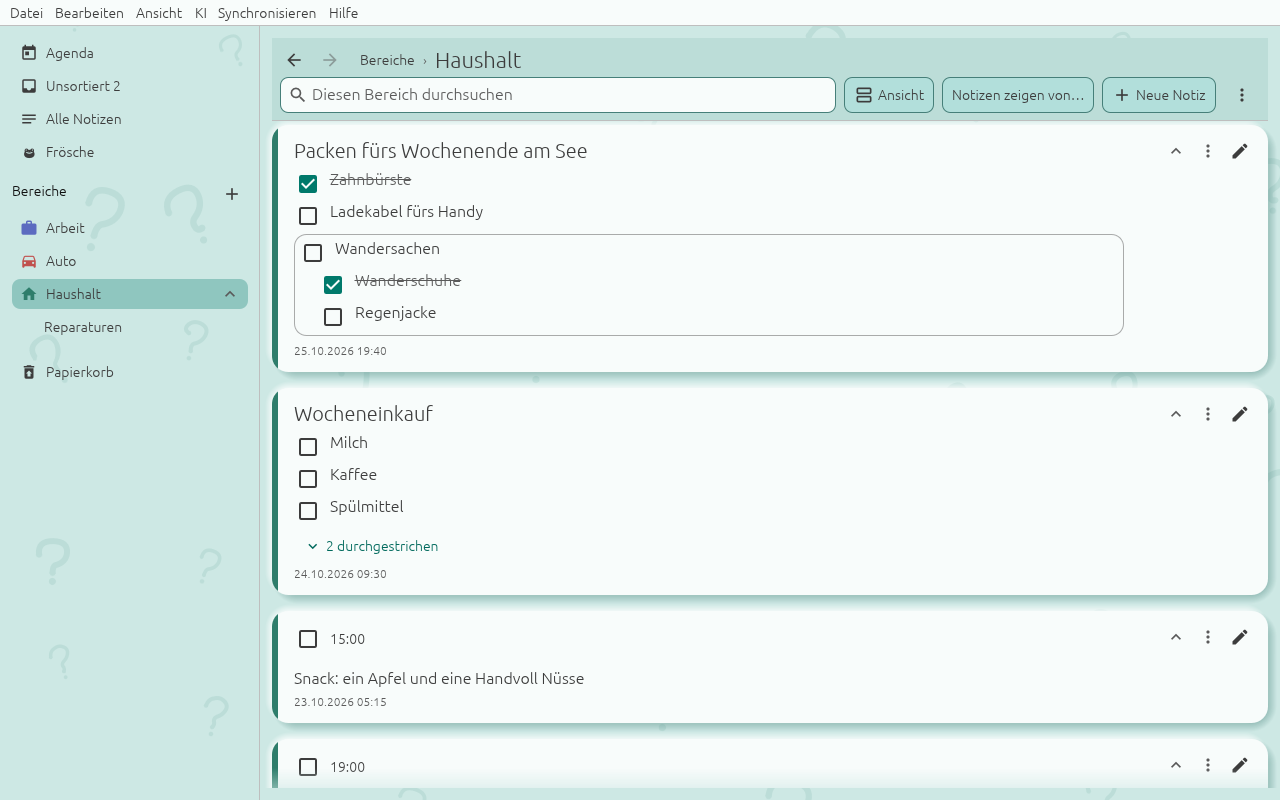 Datei Bearbeiten Ansicht KI Synchronisieren Hilfe
Agenda
Unsortiert 2
Alle Notizen
Frösche
Bereiche
Arbeit
Auto
Haushalt
Reparaturen
Papierkorb
Bereiche › Haushalt
Diesen Bereich durchsuchen
Ansicht
Notizen zeigen von...
Neue Notiz
Packen fürs Wochenende am See
Zahnbürste
Ladekabel fürs Handy
Wandersachen
Wanderschuhe
Regenjacke
25.10.2026 19:40
Wocheneinkauf
Milch
Kaffee
Spülmittel
2 durchgestrichen
24.10.2026 09:30
15:00
Snack: ein Apfel und eine Handvoll Nüsse
23.10.2026 05:15
19:00